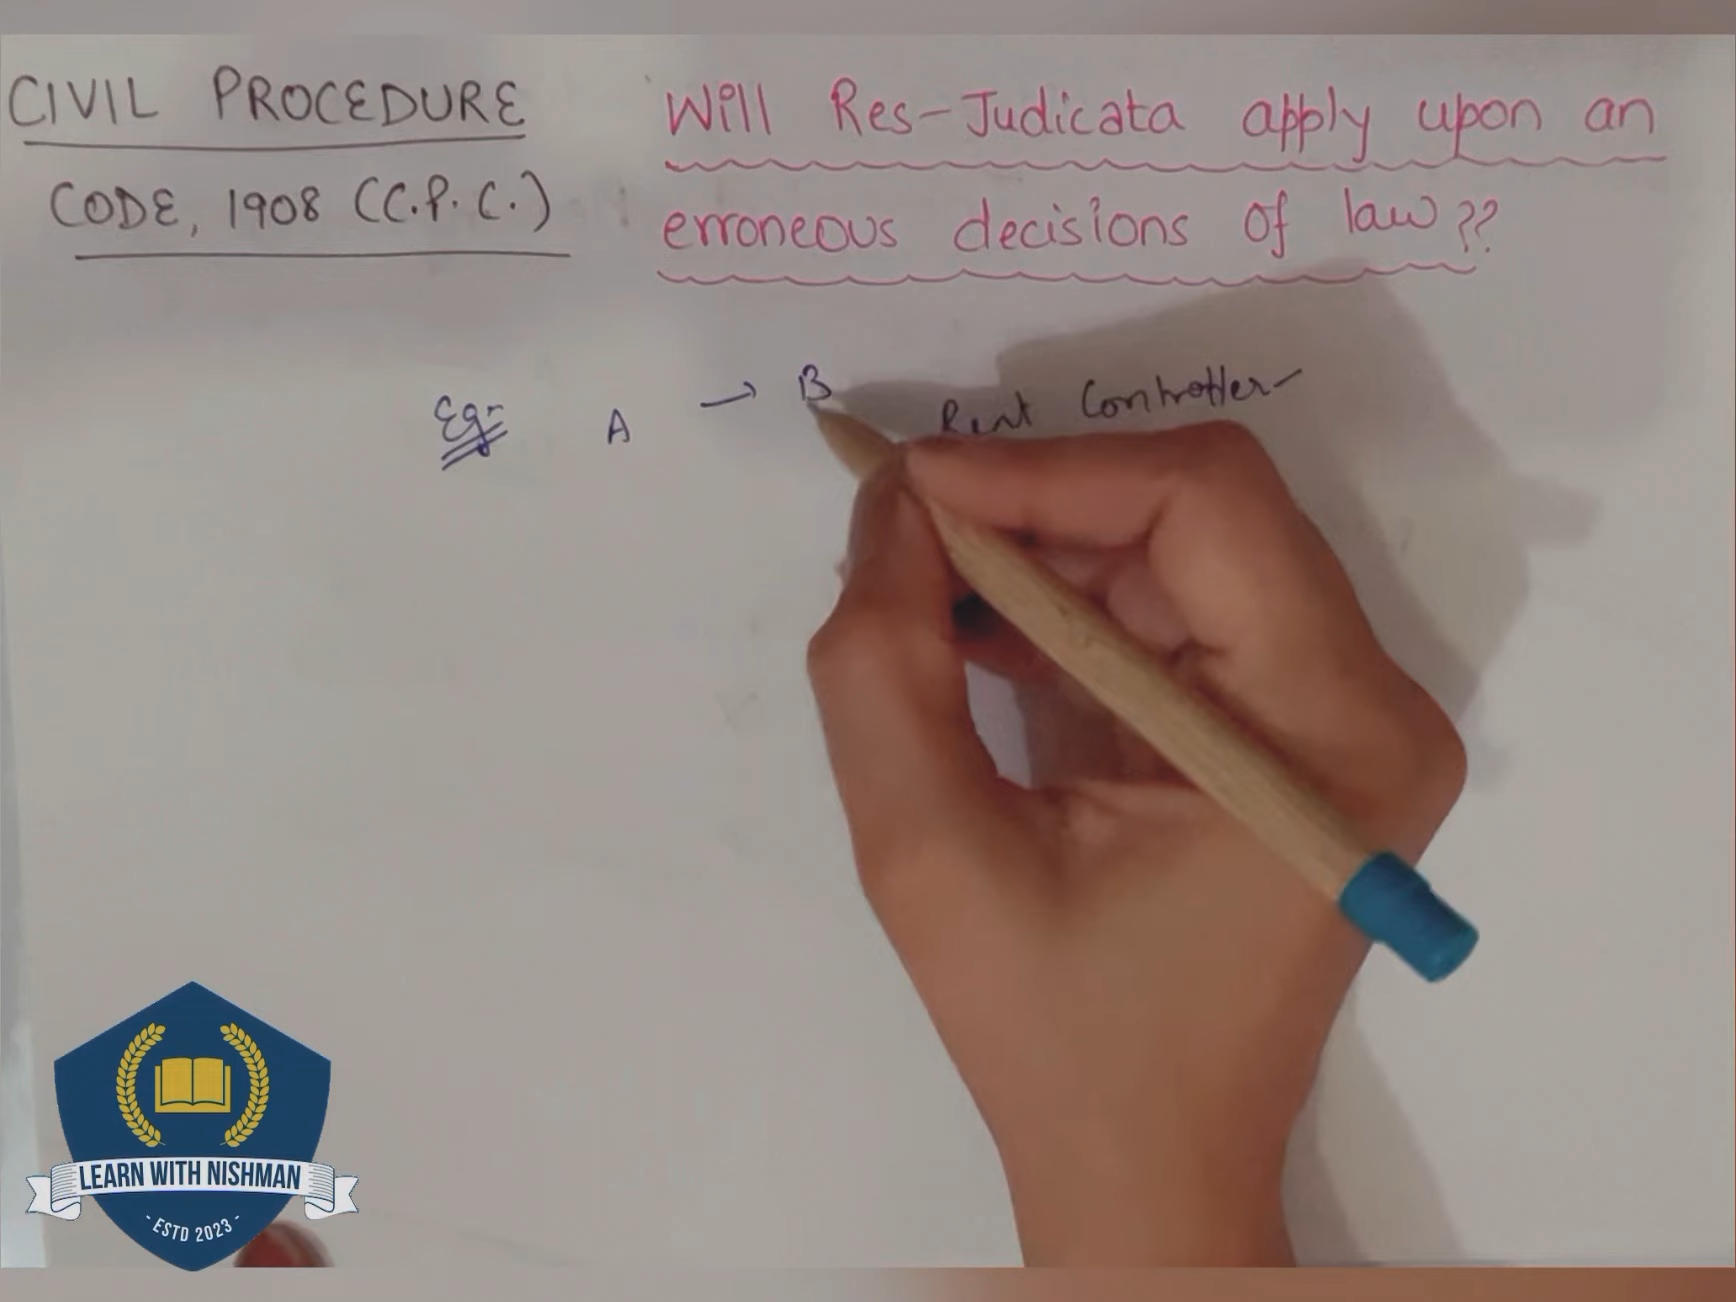 CIVIL PROCEDURE
CODE, 1908 (C.P.C.)
Will Res-Judicata apply upon an
erroneous decisions of law??
Eg:- A → B Rent Controller-
LEARN WITH NISHMAN
- ESTD 2023 -